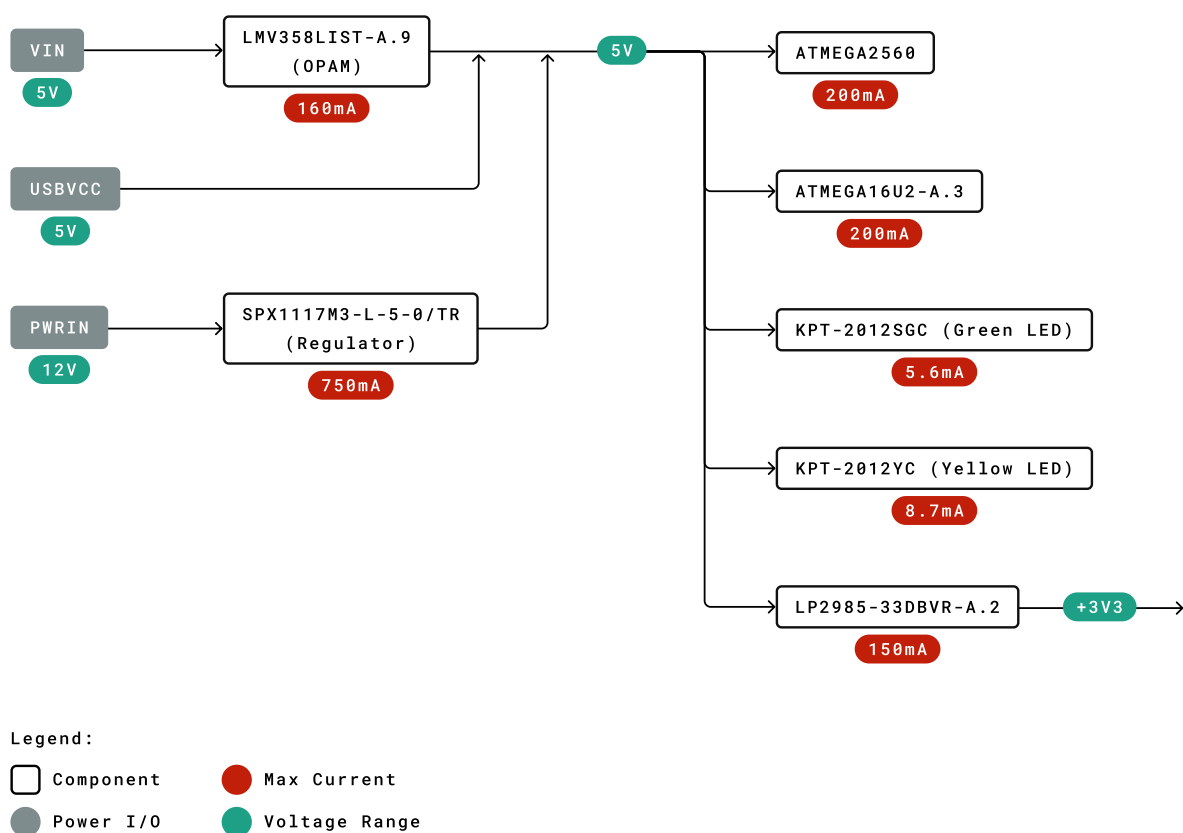 VIN
5V
LMV358LIST-A.9
(OPAM)
160mA
5V
ATMEGA2560
200mA
USBVCC
5V
ATMEGA16U2-A.3
200mA
PWRIN
12V
SPX1117M3-L-5-0/TR
(Regulator)
750mA
KPT-2012SGC (Green LED)
5.6mA
KPT-2012YC (Yellow LED)
8.7mA
LP2985-33DBVR-A.2
150mA
+3V3
Legend:
Component
Max Current
Power I/O
Voltage Range